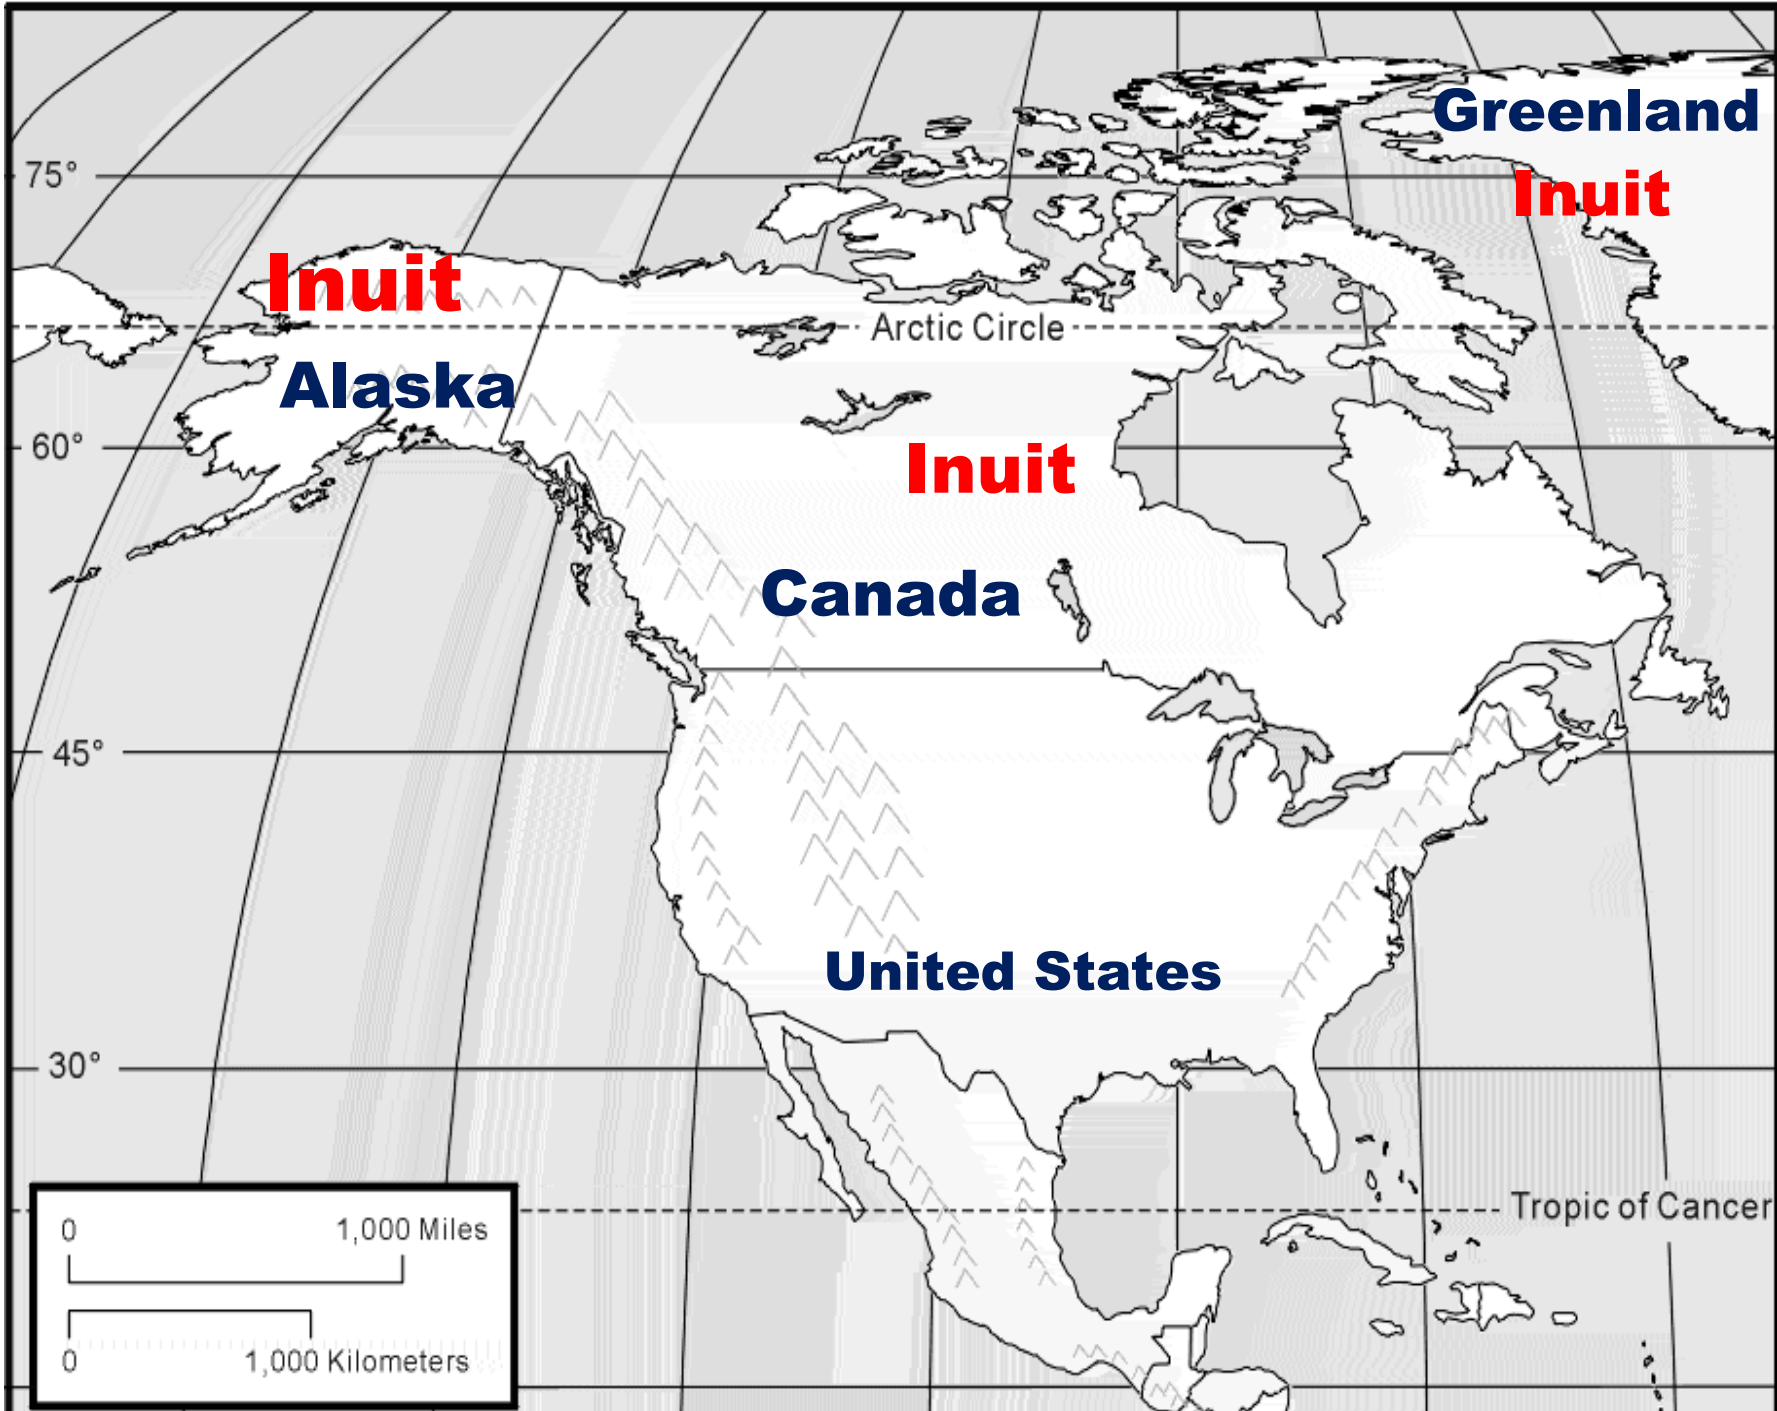 Greenland
75°
Inuit
Inuit
Arctic Circle
Alaska
60°
Inuit
Canada
45°
United States
30°
Tropic of Cancer
0 1,000 Miles
0 1,000 Kilometers